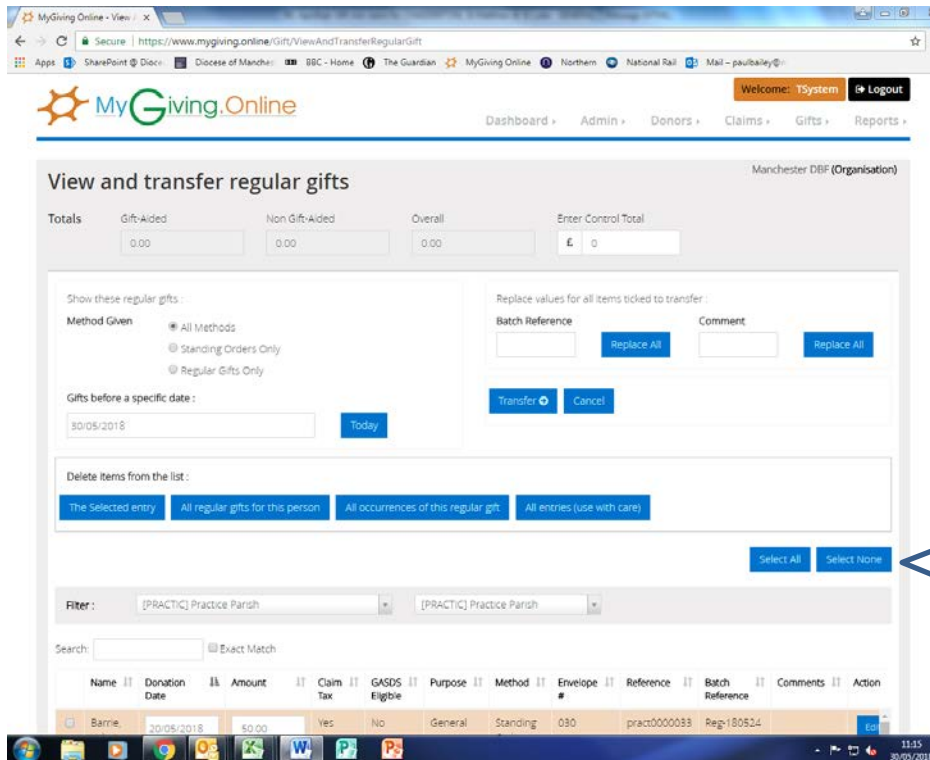 MyGiving Online - View /
Secure | https://www.mygiving.online/Gift/ViewAndTransferRegularGift
Apps SharePoint @ Dioce Diocese of Manches BBC - Home The Guardian MyGiving Online Northern National Rail Mail – paulbailey@
MyGiving.Online
Welcome: TSystem Logout
Dashboard Admin Donors Claims Gifts Reports
View and transfer regular gifts
Manchester DBF (Organisation)
Totals Gift-Aided Non Gift-Aided Overall Enter Control Total
0.00 0.00 0.00 £ 0
Show these regular gifts : Replace values for all items ticked to transfer :
Method Given All Methods Batch Reference Comment
Standing Orders Only Replace All Replace All
Regular Gifts Only
Gifts before a specific date : Transfer Cancel
30/05/2018 Today
Delete items from the list :
The Selected entry All regular gifts for this person All occurrences of this regular gift All entries (use with care)
Select All Select None
Filter : [PRACTIC] Practice Parish [PRACTIC] Practice Parish
Search: Exact Match
Name Donation Date Amount Claim Tax GASDS Eligible Purpose Method Envelope # Reference Batch Reference Comments Action
Barrie, 20/05/2018 50.00 Yes No General Standing 030 pract0000033 Reg-180524 Edit
11:15